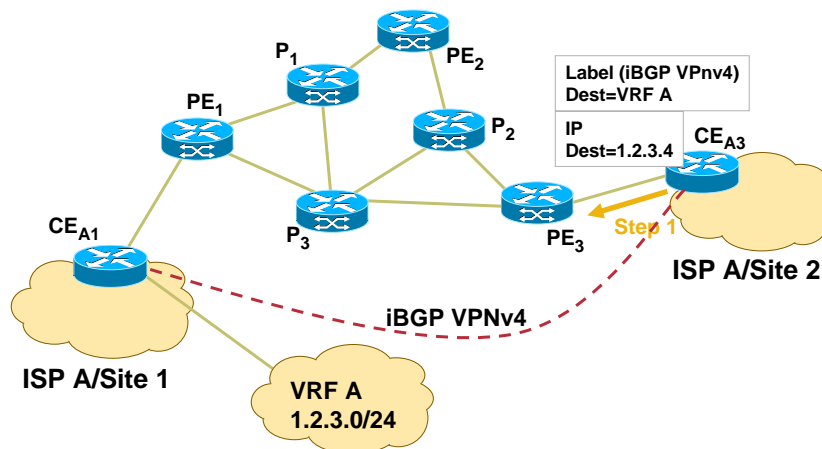 P1
PE2
Label (iBGP VPnv4)
Dest=VRF A
PE1
P2
IP
Dest=1.2.3.4
CEA3
CEA1
P3
PE3
Step 1
ISP A/Site 2
iBGP VPNv4
ISP A/Site 1
VRF A
1.2.3.0/24